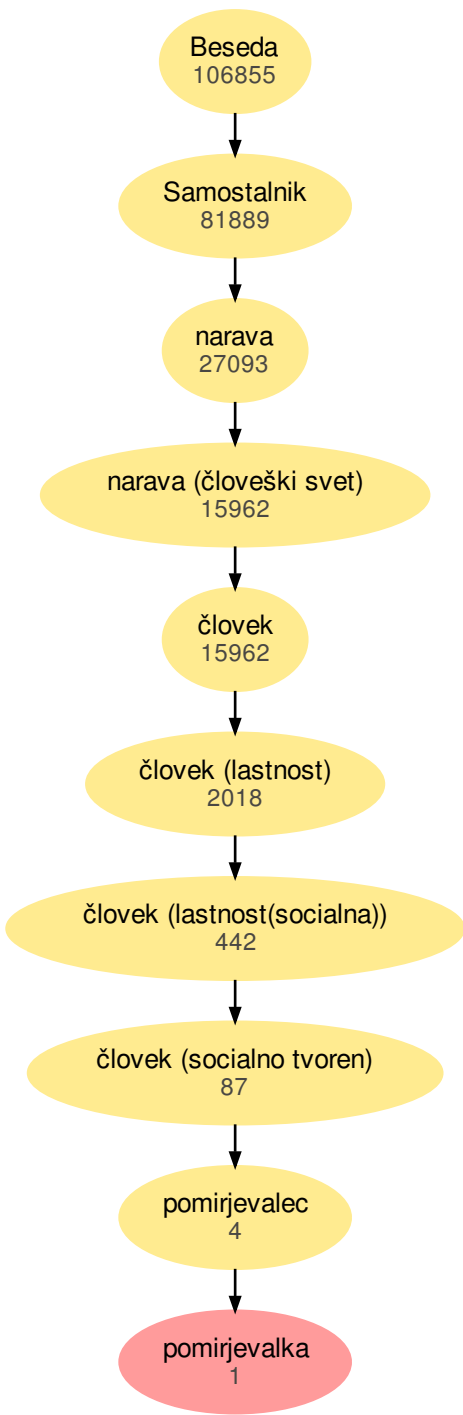 Beseda
106855
Samostalnik
81889
narava
27093
narava (človeški svet)
15962
človek
15962
človek (lastnost)
2018
človek (lastnost(socialna))
442
človek (socialno tvoren)
87
pomirjevalec
4
pomirjevalka
1